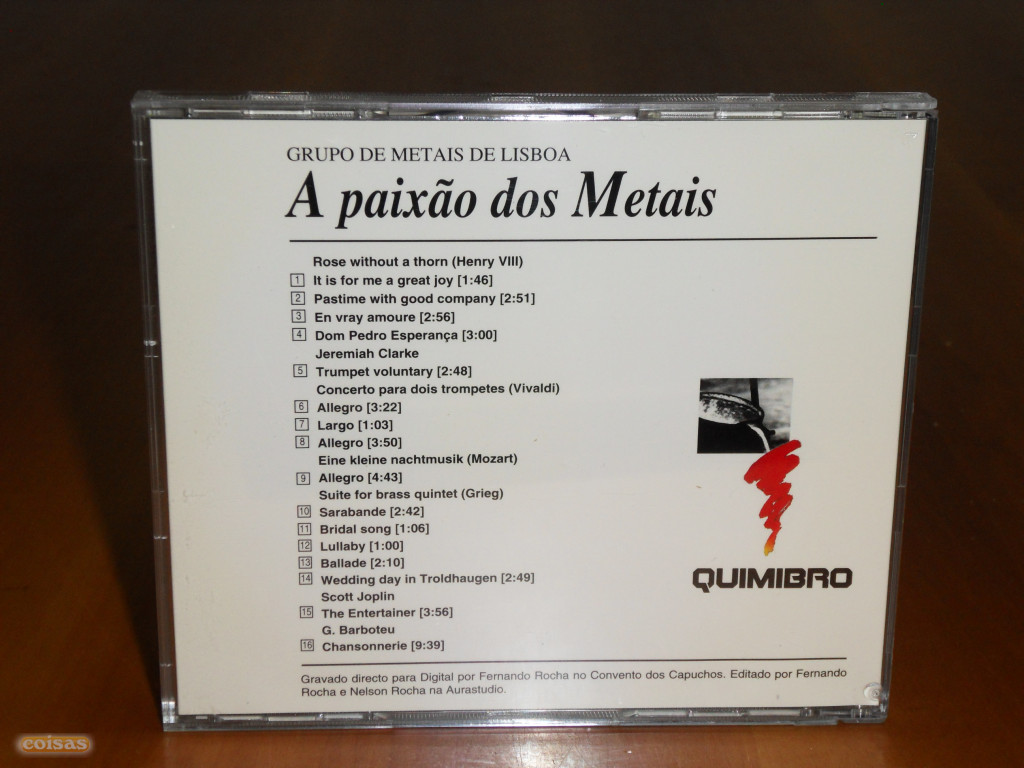 GRUPO DE METAIS DE LISBOA
A paixão dos Metais
Rose without a thorn (Henry VIII)
1 It is for me a great joy [1:46]
2 Pastime with good company [2:51]
3 En vray amoure [2:56]
4 Dom Pedro Esperança [3:00]
Jeremiah Clarke
5 Trumpet voluntary [2:48]
Concerto para dois trompetes (Vivaldi)
6 Allegro [3:22]
7 Largo [1:03]
8 Allegro [3:50]
Eine kleine nachtmusik (Mozart)
9 Allegro [4:43]
Suite for brass quintet (Grieg)
10 Sarabande [2:42]
11 Bridal song [1:06]
12 Lullaby [1:00]
13 Ballade [2:10]
14 Wedding day in Troldhaugen [2:49]
Scott Joplin
15 The Entertainer [3:56]
G. Barboteu
16 Chansonnerie [9:39]
QUIMIBRO
Gravado directo para Digital por Fernando Rocha no Convento dos Capuchos. Editado por Fernando
Rocha e Nelson Rocha na Aurastudio.
coisas